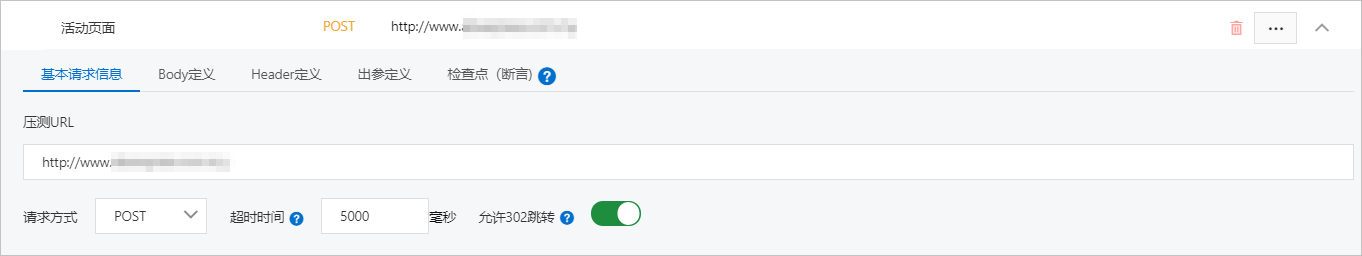 活动页面 POST http://www.
基本请求信息 Body定义 Header定义 出参定义 检查点（断言)
压测URL
http://www.
请求方式 POST 超时时间 5000 毫秒 允许302跳转